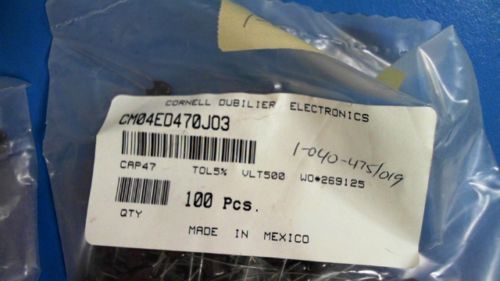 CORNELL DUBILIER ELECTRONICS
CM04ED470J03
1-040-475/019
CAP47 TOL5% VLT500 WO#269125
100 Pcs.
QTY
MADE IN MEXICO